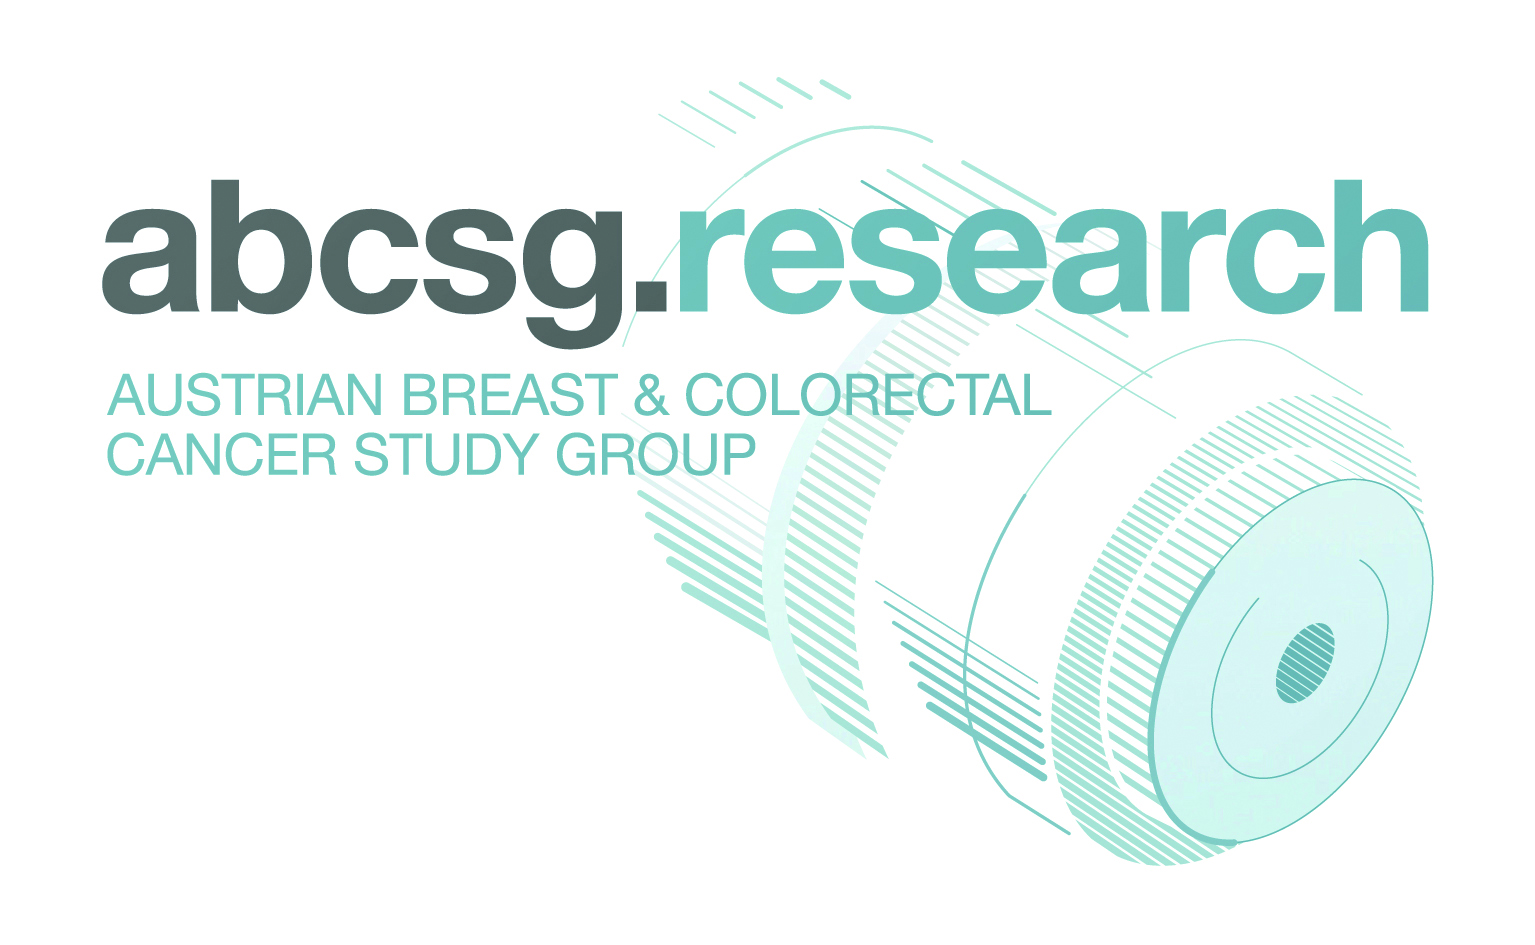 abcsg.research
AUSTRIAN BREAST & COLORECTAL
CANCER STUDY GROUP